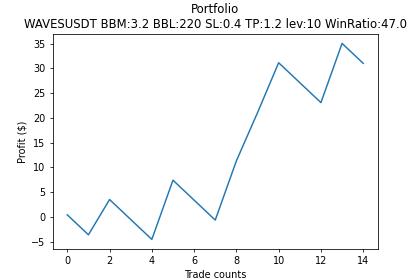 Portfolio
WAVESUSDT BBM:3.2 BBL:220 SL:0.4 TP:1.2 lev:10 WinRatio:47.0
35
30
25
20
15
10
5
0
−5
Profit ($)
0 2 4 6 8 10 12 14
Trade counts